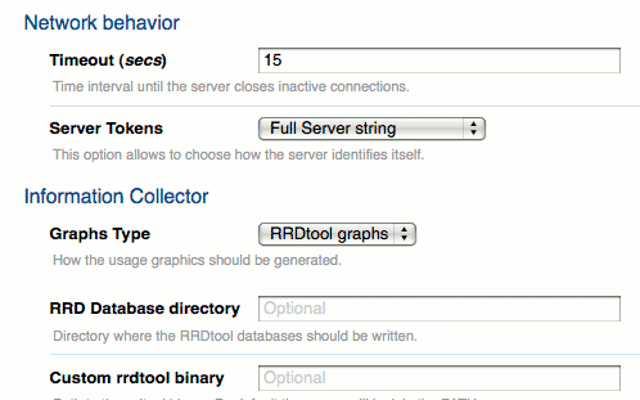 Network behavior
Timeout (secs) 15
Time interval until the server closes inactive connections.
Server Tokens Full Server string
This option allows to choose how the server identifies itself.
Information Collector
Graphs Type RRDtool graphs
How the usage graphics should be generated.
RRD Database directory Optional
Directory where the RRDtool databases should be written.
Custom rrdtool binary Optional